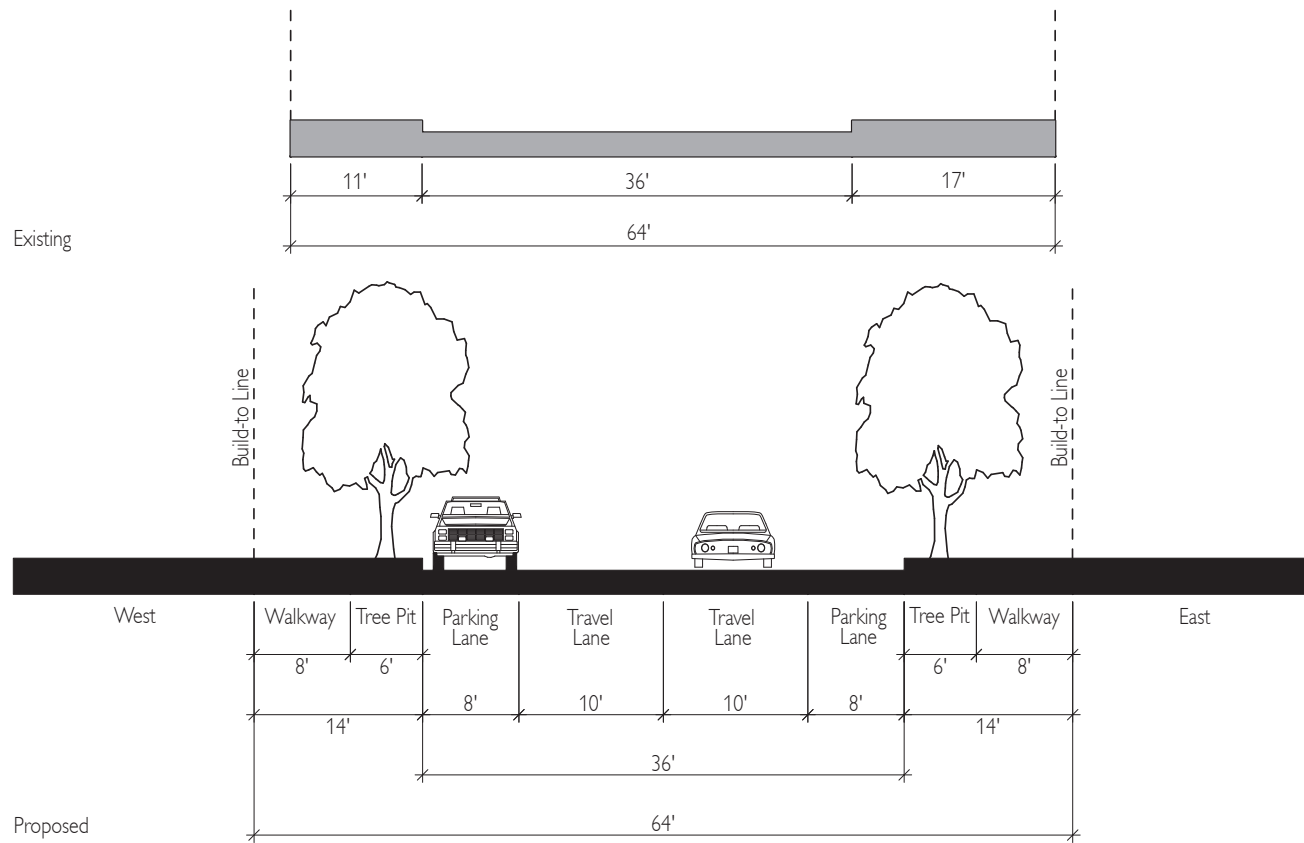 11' 36' 17'
64'
Existing
Build-to Line
Build-to Line
West Walkway Tree Pit Parking Travel Travel Parking Tree Pit Walkway East
Lane Lane Lane Lane
8' 6' 6' 8'
8' 10' 10' 8'
14' 14'
36'
64'
Proposed